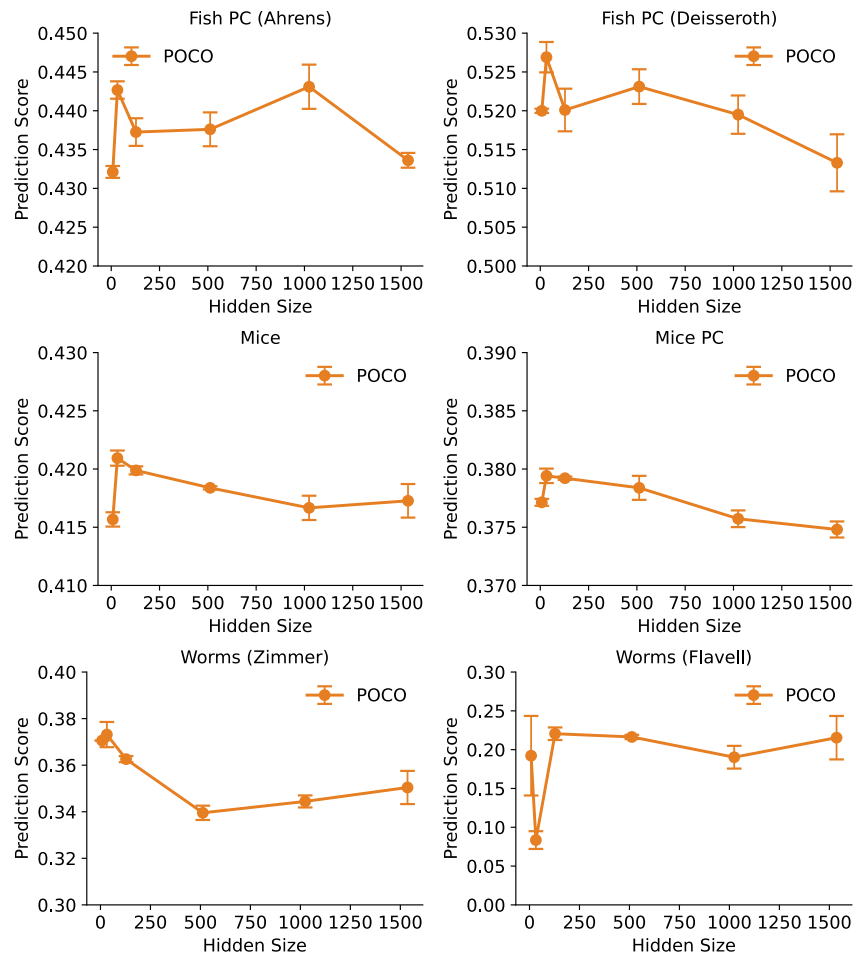 Fish PC (Ahrens)
0.450
0.445
0.440
0.435
0.430
0.425
0.420
Prediction Score
POCO
0 250 500 750 1000 1250 1500
Hidden Size
Fish PC (Deisseroth)
0.530
0.525
0.520
0.515
0.510
0.505
0.500
Prediction Score
POCO
0 250 500 750 1000 1250 1500
Hidden Size
Mice
0.430
0.425
0.420
0.415
0.410
Prediction Score
POCO
0 250 500 750 1000 1250 1500
Hidden Size
Mice PC
0.390
0.385
0.380
0.375
0.370
Prediction Score
POCO
0 250 500 750 1000 1250 1500
Hidden Size
Worms (Zimmer)
0.40
0.38
0.36
0.34
0.32
0.30
Prediction Score
POCO
0 250 500 750 1000 1250 1500
Hidden Size
Worms (Flavell)
0.30
0.25
0.20
0.15
0.10
0.05
0.00
Prediction Score
POCO
0 250 500 750 1000 1250 1500
Hidden Size